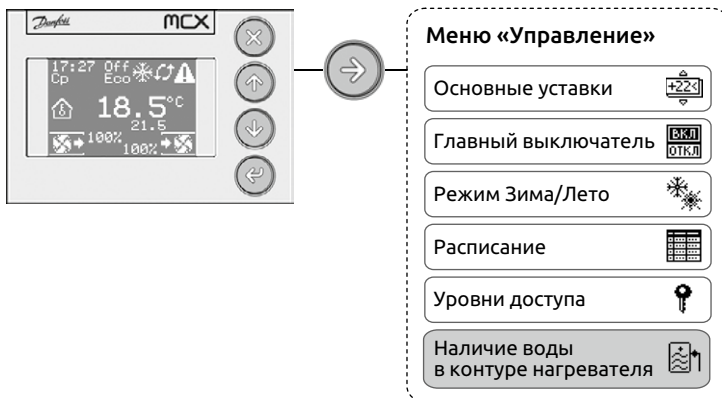 Danfoss
MCX
17:27 Off
Ср Eco
18.5°C
21.5
100%
100%
Меню «Управление»
Основные уставки
+22
Главный выключатель
ВКЛ
ОТКЛ
Режим Зима/Лето
Расписание
Уровни доступа
Наличие воды
в контуре нагревателя